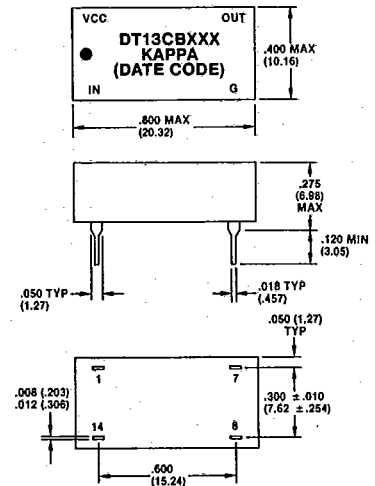 VCC OUT
DT13CBXXX
KAPPA
(DATE CODE)
IN G
.400 MAX
(10.16)
.800 MAX
(20.32)
.275
(6.98)
MAX
.120 MIN
(3.05)
.050 TYP
(1.27)
.018 TYP
(.457)
.050 (1,27)
TYP
1 7
.008 (.203)
.012 (.306)
.300 ±.010
(7.62 ±.254)
14 8
.600
(15.24)